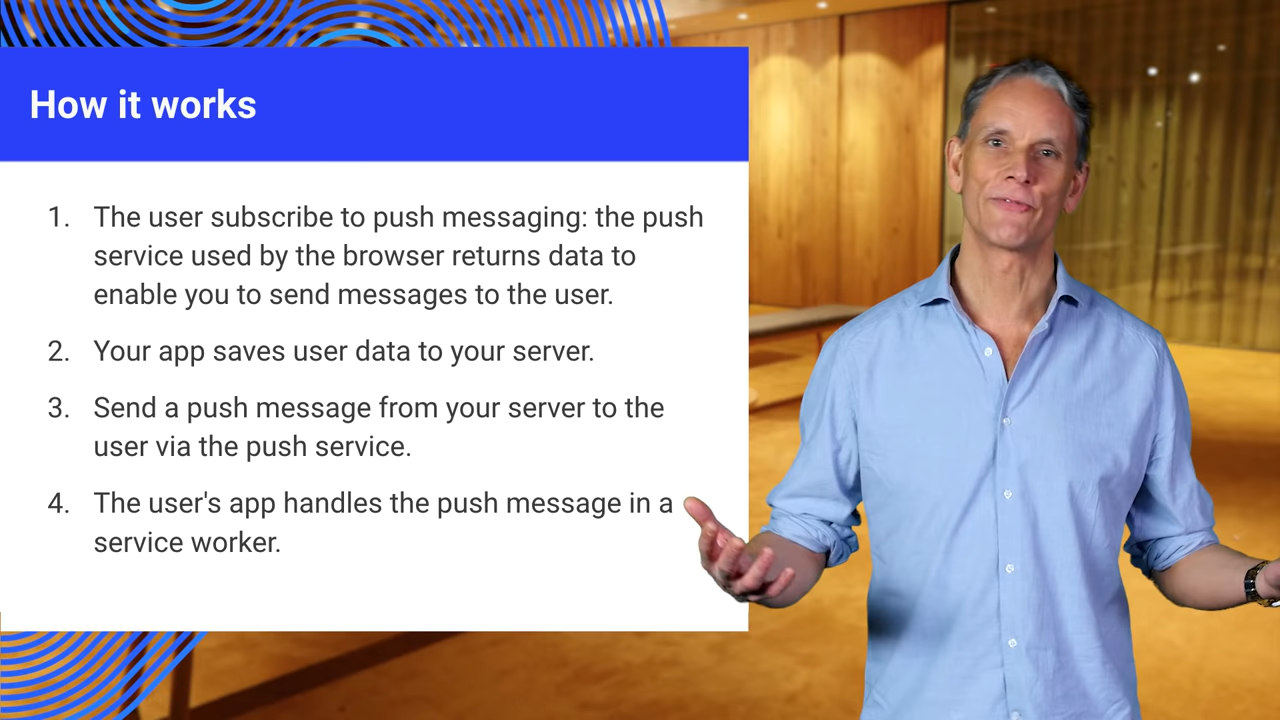 How it works
1. The user subscribe to push messaging: the push
service used by the browser returns data to
enable you to send messages to the user.
2. Your app saves user data to your server.
3. Send a push message from your server to the
user via the push service.
4. The user's app handles the push message in a
service worker.